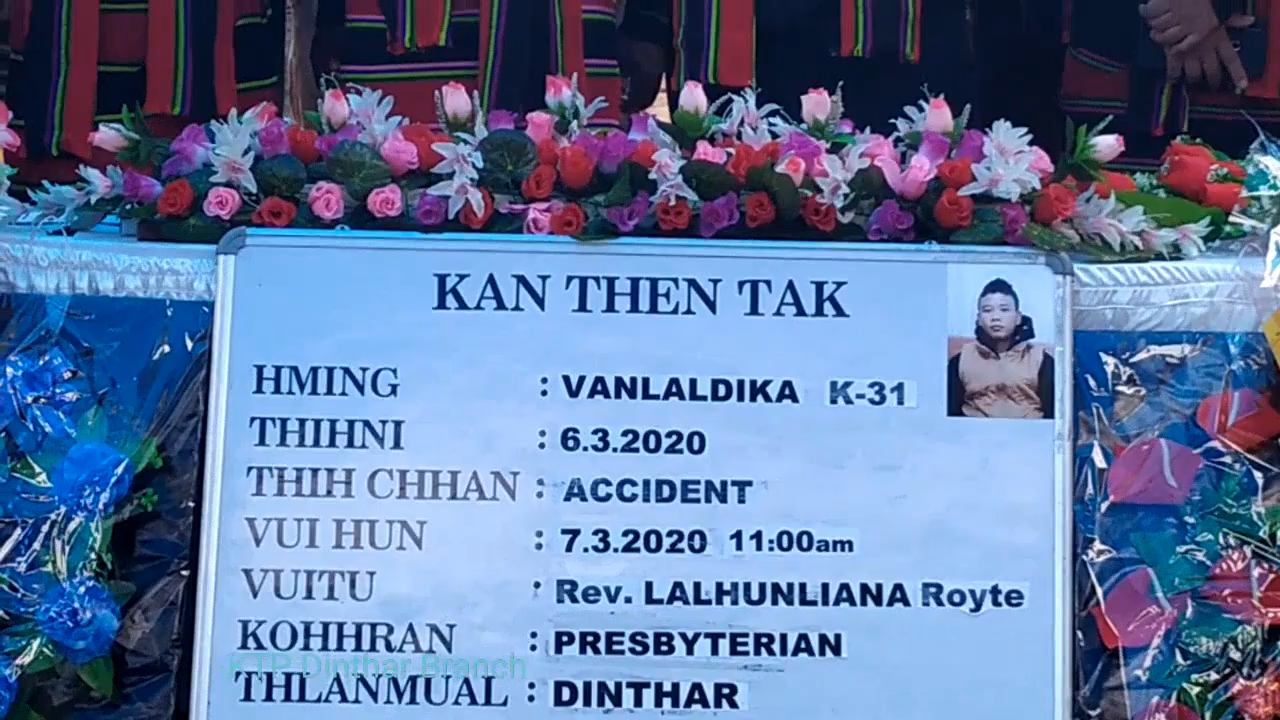 KAN THEN TAK
HMING : VANLALDIKA K-31
THIHNI : 6.3.2020
THIH CHHAN : ACCIDENT
VUI HUN : 7.3.2020 11:00am
VUITU : Rev. LALHUNLIANA Royte
KOHHRAN : PRESBYTERIAN
KTP Dinthar Branch
THLANMUAL : DINTHAR